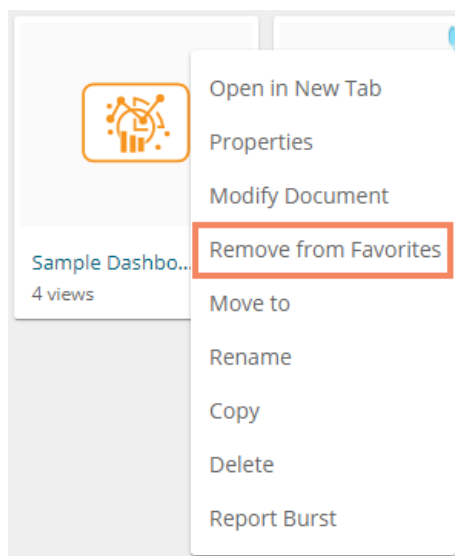 Open in New Tab
Properties
Modify Document
Remove from Favorites
Sample Dashbo...
4 views
Move to
Rename
Copy
Delete
Report Burst